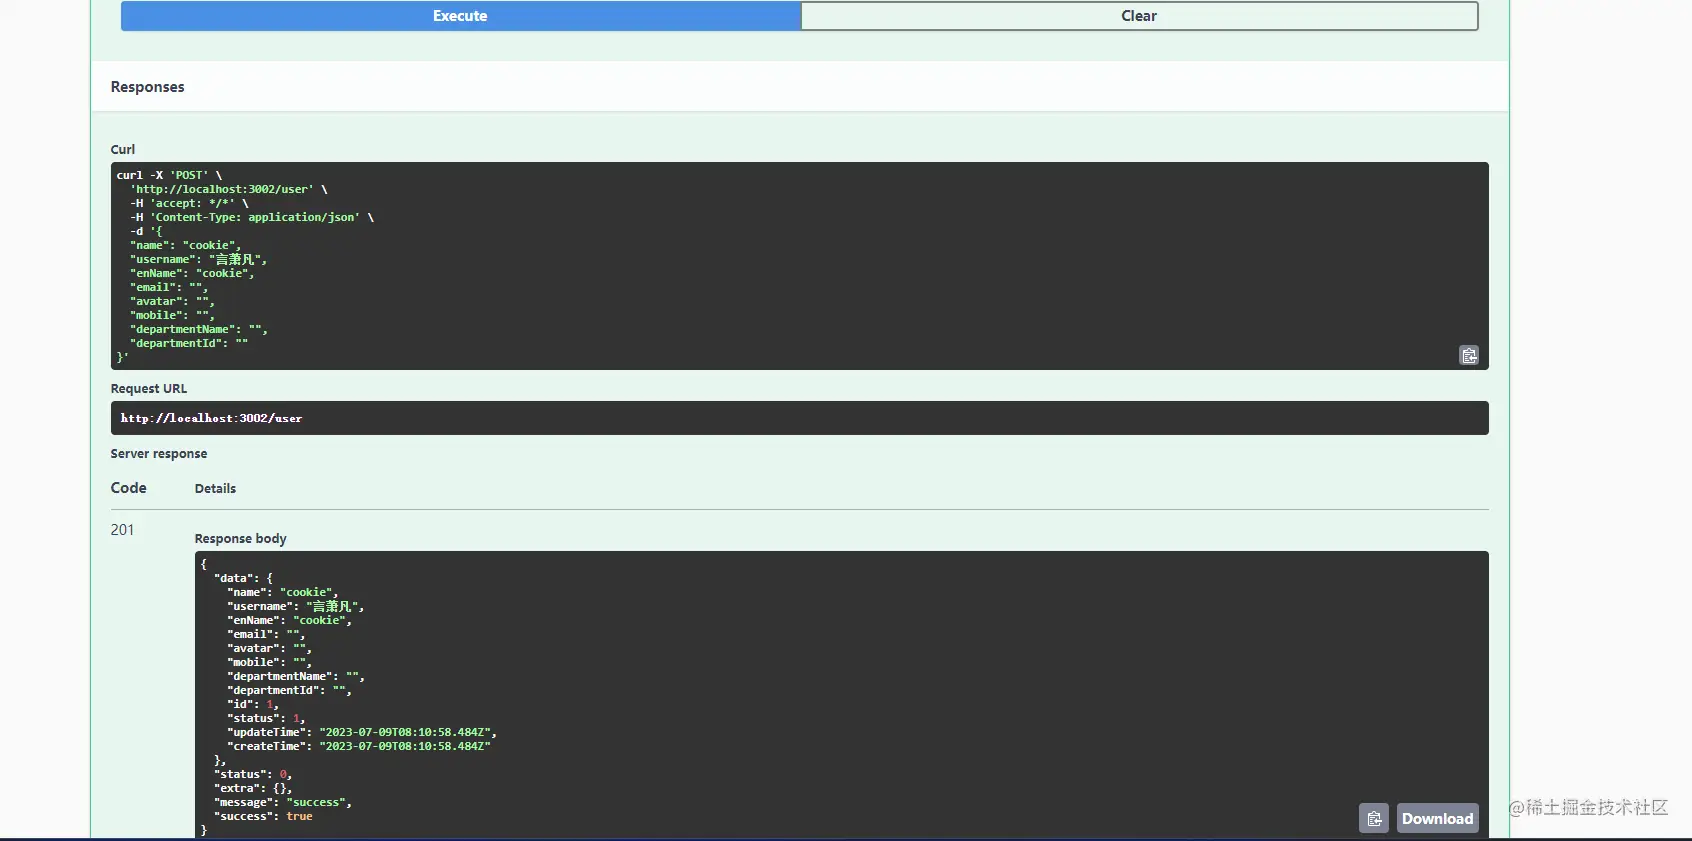 Execute
Clear
Responses
Curl
curl -X 'POST' \
  'http://localhost:3002/user' \
  -H 'accept: */*' \
  -H 'Content-Type: application/json' \
  -d '{
  "name": "cookie",
  "username": "言萧凡",
  "enName": "cookie",
  "email": "",
  "avatar": "",
  "mobile": "",
  "departmentName": "",
  "departmentId": ""
}'
Request URL
http://localhost:3002/user
Server response
Code Details
201
Response body
{
  "data": {
    "name": "cookie",
    "username": "言萧凡",
    "enName": "cookie",
    "email": "",
    "avatar": "",
    "mobile": "",
    "departmentName": "",
    "departmentId": "",
    "id": 1,
    "status": 1,
    "updateTime": "2023-07-09T08:10:58.484Z",
    "createTime": "2023-07-09T08:10:58.484Z"
  },
  "status": 0,
  "extra": {},
  "message": "success",
  "success": true
}
Download
@稀土掘金技术社区